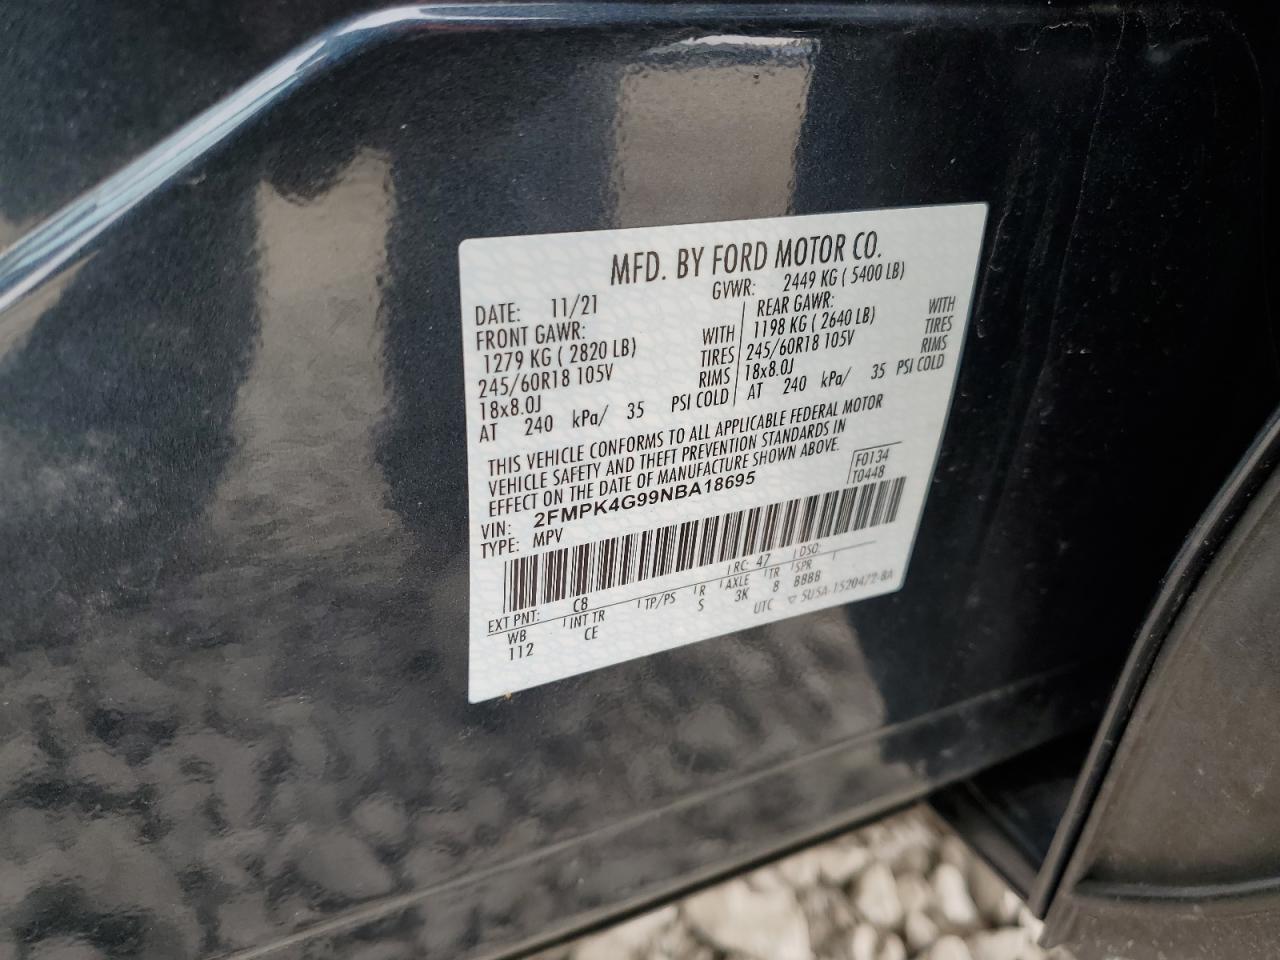 MFD. BY FORD MOTOR CO.
DATE: 11/21 GVWR: 2449 KG ( 5400 LB)
FRONT GAWR: REAR GAWR:
1279 KG ( 2820 LB) WITH 1198 KG ( 2640 LB) WITH
245/60R18 105V TIRES 245/60R18 105V TIRES
18x8.0J RIMS 18x8.0J RIMS
AT 240 kPa/ 35 PSI COLD AT 240 kPa/ 35 PSI COLD
THIS VEHICLE CONFORMS TO ALL APPLICABLE FEDERAL MOTOR
VEHICLE SAFETY AND THEFT PREVENTION STANDARDS IN
EFFECT ON THE DATE OF MANUFACTURE SHOWN ABOVE.
F0134
T0448
VIN: 2FMPK4G99NBA18695
TYPE: MPV
EXT PNT: C8 RC: 47 DSO:
WB INT TR TP/PS R AXLE TR SPR
112 CE S 3K 8 8888
UTC ▽ 5U5A-1520472-BA